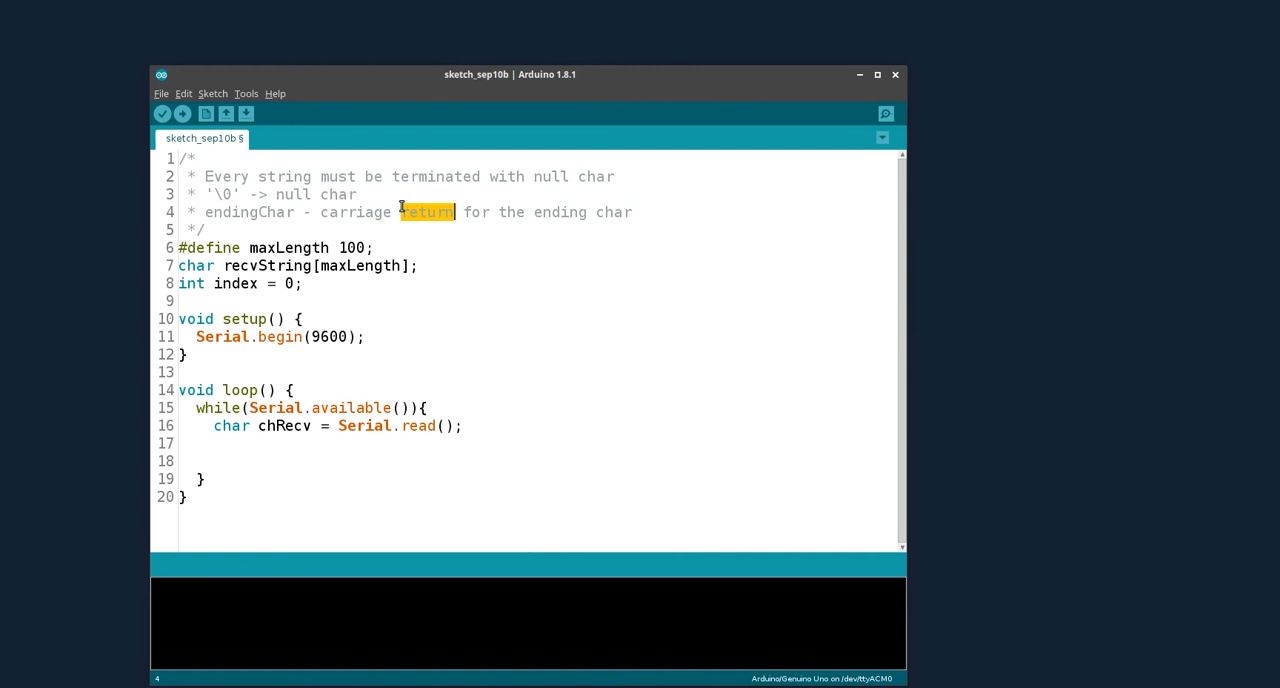 sketch_sep10b | Arduino 1.8.1
File Edit Sketch Tools Help
sketch_sep10b §
1 /*
2 * Every string must be terminated with null char
3 * '\0' -> null char
4 * endingChar - carriage return for the ending char
5 */
6 #define maxLength 100;
7 char recvString[maxLength];
8 int index = 0;
9
10 void setup() {
11 Serial.begin(9600);
12 }
13
14 void loop() {
15 while(Serial.available()){
16 char chRecv = Serial.read();
17
18
19 }
20 }
4 Arduino/Genuino Uno on /dev/ttyACM0